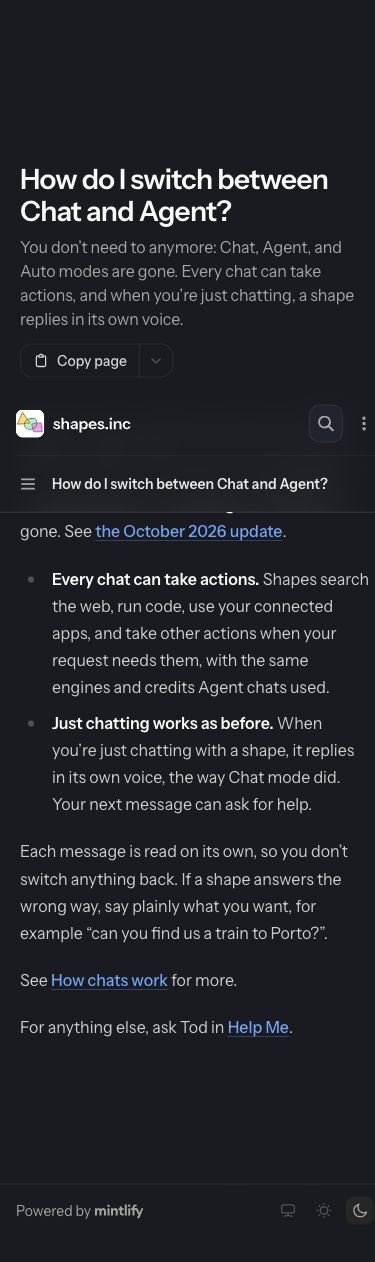 How do I switch between
Chat and Agent?
You don't need to anymore: Chat, Agent, and
Auto modes are gone. Every chat can take
actions, and when you're just chatting, a shape
replies in its own voice.
Copy page
shapes.inc
How do I switch between Chat and Agent?
gone. See the October 2026 update.
Every chat can take actions. Shapes search
the web, run code, use your connected
apps, and take other actions when your
request needs them, with the same
engines and credits Agent chats used.
Just chatting works as before. When
you're just chatting with a shape, it replies
in its own voice, the way Chat mode did.
Your next message can ask for help.
Each message is read on its own, so you don't
switch anything back. If a shape answers the
wrong way, say plainly what you want, for
example “can you find us a train to Porto?”.
See How chats work for more.
For anything else, ask Tod in Help Me.
Powered by mintlify